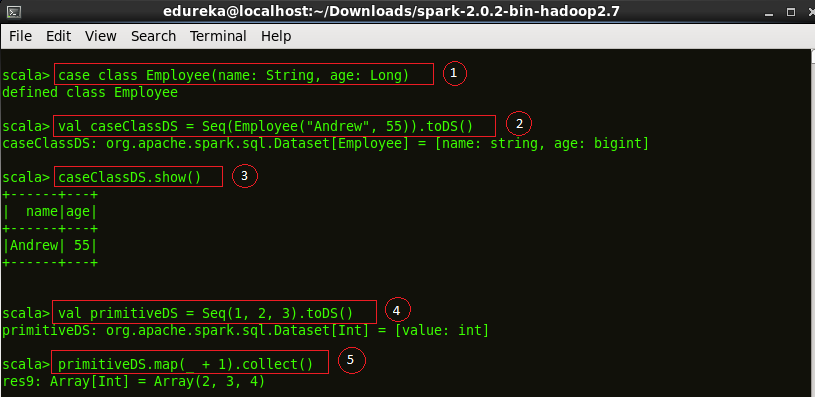 edureka@localhost:~/Downloads/spark-2.0.2-bin-hadoop2.7
File Edit View Search Terminal Help
scala> case class Employee(name: String, age: Long) 1
defined class Employee
scala> val caseClassDS = Seq(Employee("Andrew", 55)).toDS() 2
caseClassDS: org.apache.spark.sql.Dataset[Employee] = [name: string, age: bigint]
scala> caseClassDS.show() 3
+------+---+
|  name|age|
+------+---+
|Andrew| 55|
+------+---+
scala> val primitiveDS = Seq(1, 2, 3).toDS() 4
primitiveDS: org.apache.spark.sql.Dataset[Int] = [value: int]
scala> primitiveDS.map(_ + 1).collect() 5
res9: Array[Int] = Array(2, 3, 4)